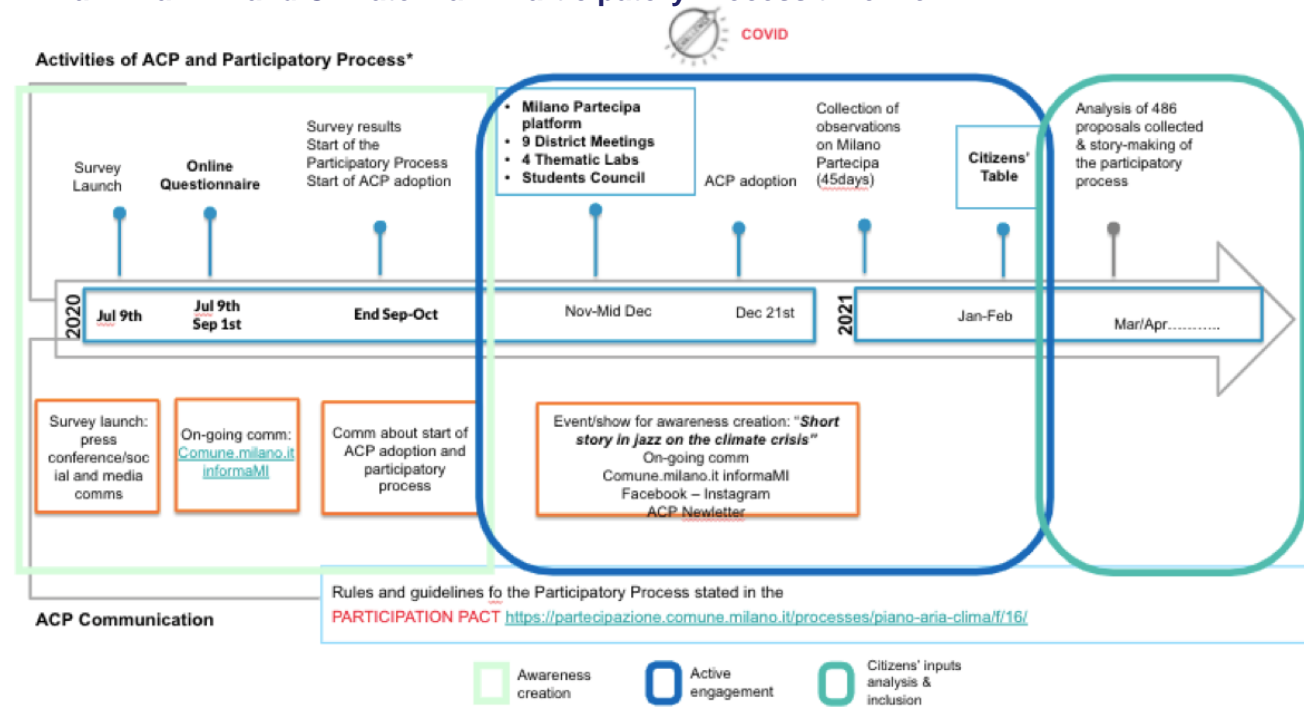 COVID
Activities of ACP and Participatory Process*
Survey
Launch
Online
Questionnaire
Survey results
Start of the
Participatory Process
Start of ACP adoption
• Milano Partecipa
platform
• 9 District Meetings
• 4 Thematic Labs
• Students Council
ACP adoption
Collection of
observations
on Milano
Partecipa
(45days)
Citizens'
Table
Analysis of 486
proposals collected
& story-making of
the participatory
process
2020
Jul 9th
Jul 9th
Sep 1st
End Sep-Oct
Nov-Mid Dec
Dec 21st
2021
Jan-Feb
Mar/Apr………..
Survey launch:
press
conference/soc
ial and media
comms
On-going comm:
Comune.milano.it
informaMI
Comm about start of
ACP adoption and
participatory
process
Event/show for awareness creation: "Short
story in jazz on the climate crisis"
On-going comm
Comune.milano.it informaMI
Facebook – Instagram
ACP Newletter
Rules and guidelines fo the Participatory Process stated in the
PARTICIPATION PACT https://partecipazione.comune.milano.it/processes/piano-aria-clima/f/16/
ACP Communication
Awareness
creation
Active
engagement
Citizens' inputs
analysis &
inclusion